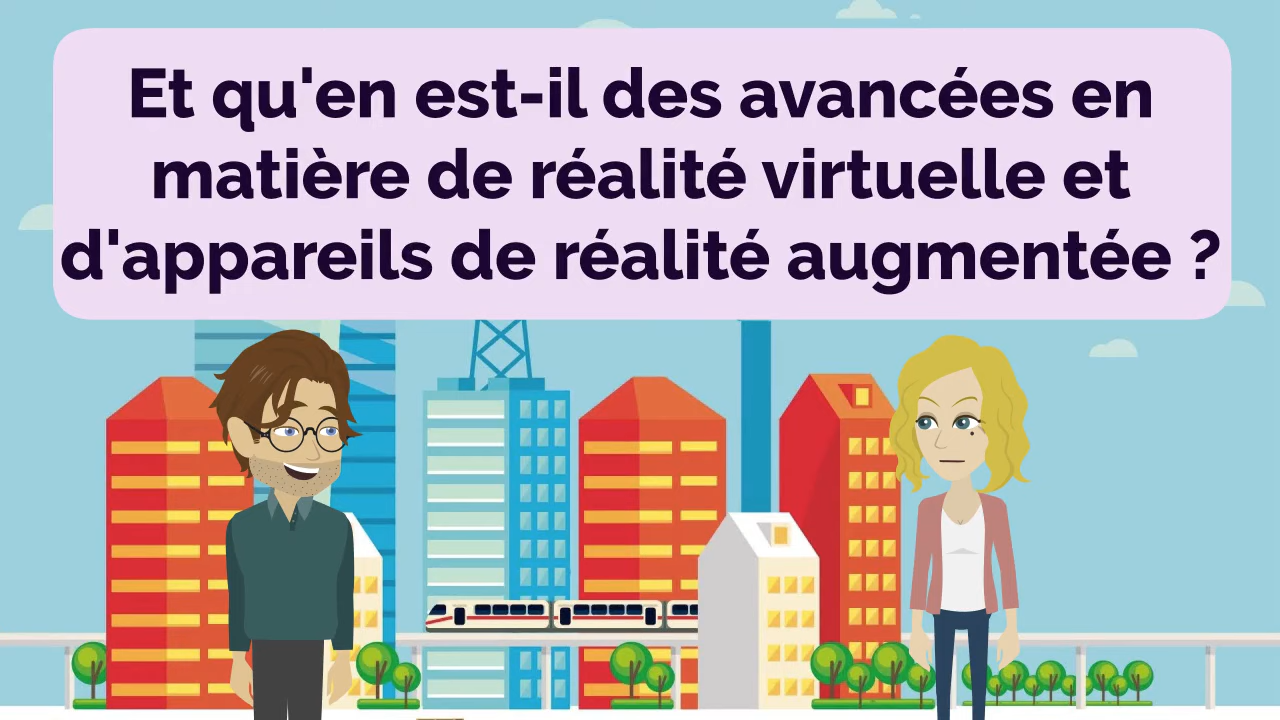 Et qu'en est-il des avancées en
matière de réalité virtuelle et
d'appareils de réalité augmentée ?